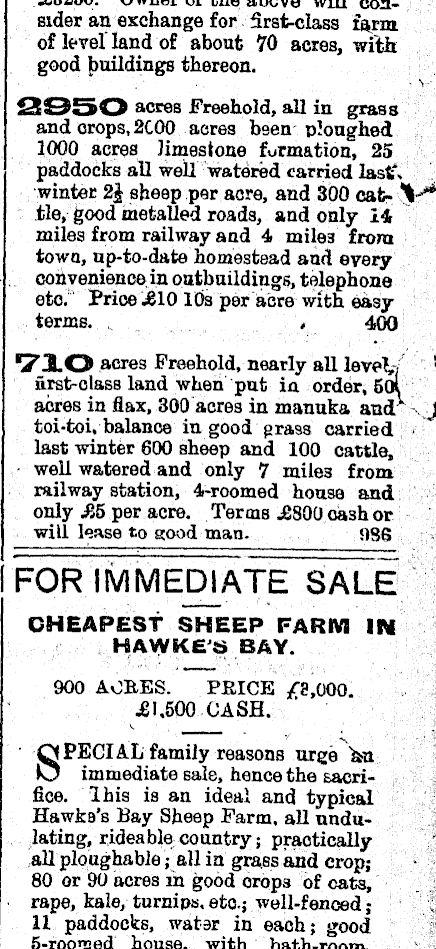 £5250. Owner of the above will con-
sider an exchange for first-class farm
of level land of about 70 acres, with
good buildings thereon.
2950 acres Freehold, all in grass
and crops, 2000 acres been ploughed
1000 acres limestone formation, 25
paddocks all well watered carried last
winter 2½ sheep per acre, and 300 cat-
tle, good metalled roads, and only 14
miles from railway and 4 miles from
town, up-to-date homestead and every
convenience in outbuildings, telephone
etc. Price £10 10s per acre with easy
terms. 400
710 acres Freehold, nearly all level,
first-class land when put in order, 50
acres in flax, 300 acres in manuka and
toi-toi, balance in good grass carried
last winter 600 sheep and 100 cattle,
well watered and only 7 miles from
railway station, 4-roomed house and
only £5 per acre. Terms £800 cash or
will lease to good man. 986
FOR IMMEDIATE SALE
CHEAPEST SHEEP FARM IN
HAWKE'S BAY.
900 ACRES. PRICE £8,000.
£1,500 CASH.
SPECIAL family reasons urge an
immediate sale, hence the sacri-
fice. This is an ideal and typical
Hawke's Bay Sheep Farm, all undu-
lating, rideable country; practically
all ploughable; all in grass and crop;
80 or 90 acres in good crops of oats,
rape, kale, turnips, etc.; well-fenced;
11 paddocks, water in each; good
5-roomed house, with bath-room,